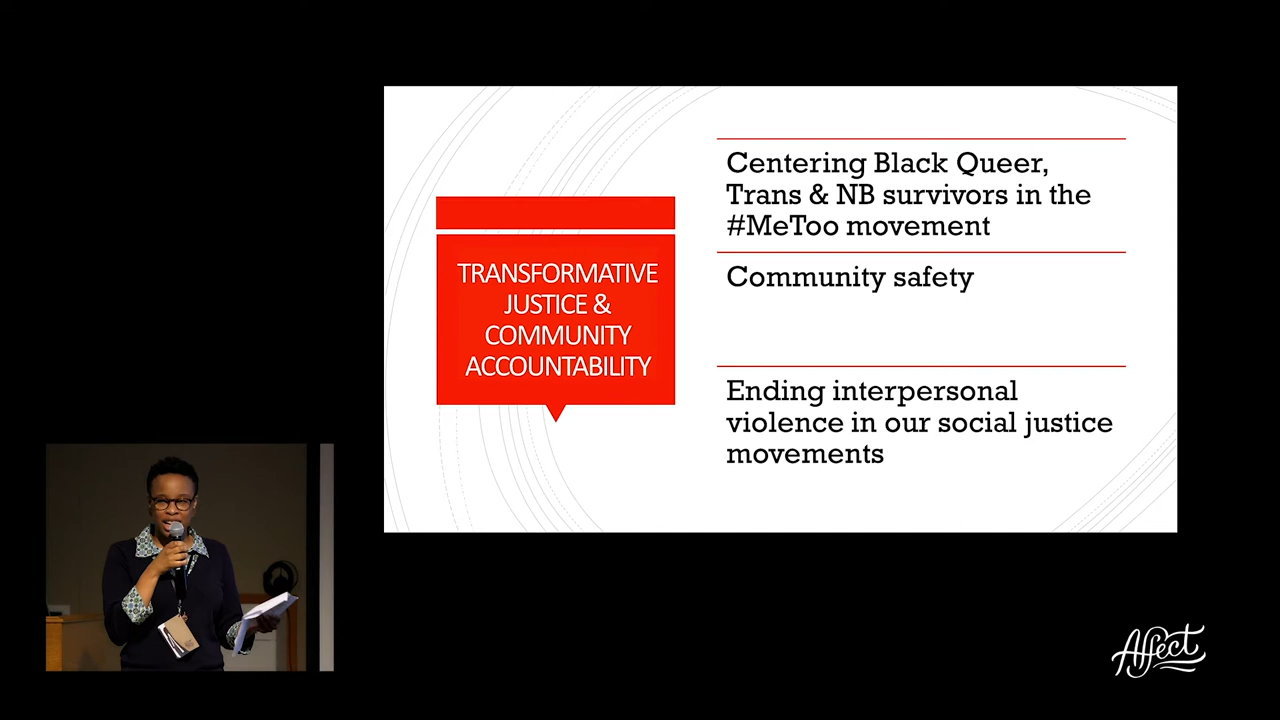 TRANSFORMATIVE
JUSTICE &
COMMUNITY
ACCOUNTABILITY
Centering Black Queer,
Trans & NB survivors in the
#MeToo movement
Community safety
Ending interpersonal
violence in our social justice
movements
Affect